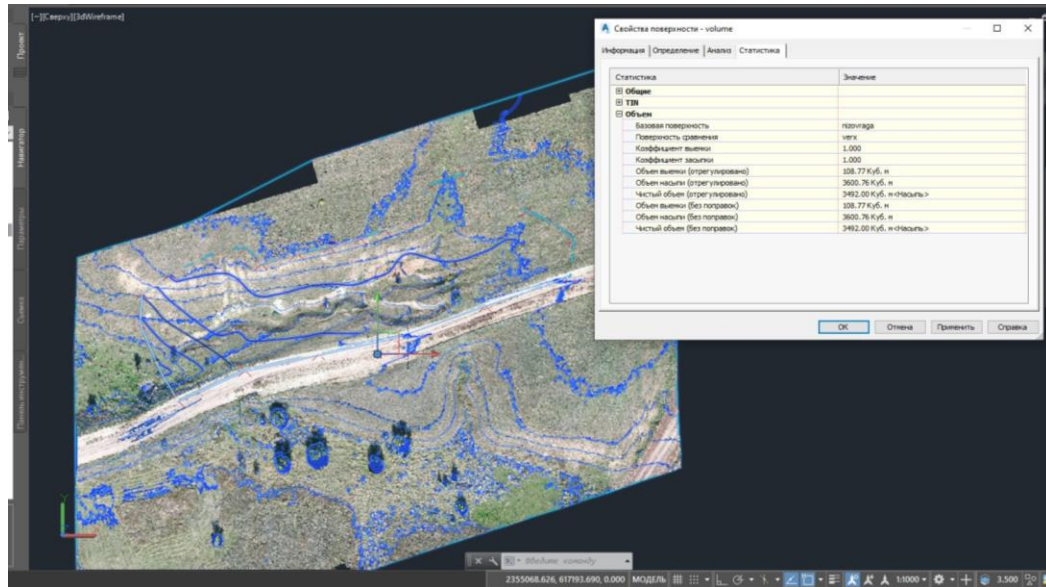 [−][Сверху][3dWireframe]
Проект
Навигатор
Параметры
Съемка
Свойства поверхности - volume
Информация Определение Анализ Статистика
Статистика Значение
Общие
TIN
Объем
Базовая поверхность nizovraga
Поверхность сравнения verx
Коэффициент выемки 1.000
Коэффициент засыпки 1.000
Объем выемки (отрегулировано) 108.77 Куб. м
Объем насыпи (отрегулировано) 3600.76 Куб. м
Чистый объем (отрегулировано) 3492.00 Куб. м<Насыпь>
Объем выемки (без поправок) 108.77 Куб. м
Объем насыпи (без поправок) 3600.76 Куб. м
Чистый объем (без поправок) 3492.00 Куб. м<Насыпь>
OK Отмена Применить Справка
Y
Введите команду
2355068.626, 617193.690, 0.000 МОДЕЛЬ 1:1000 3.500